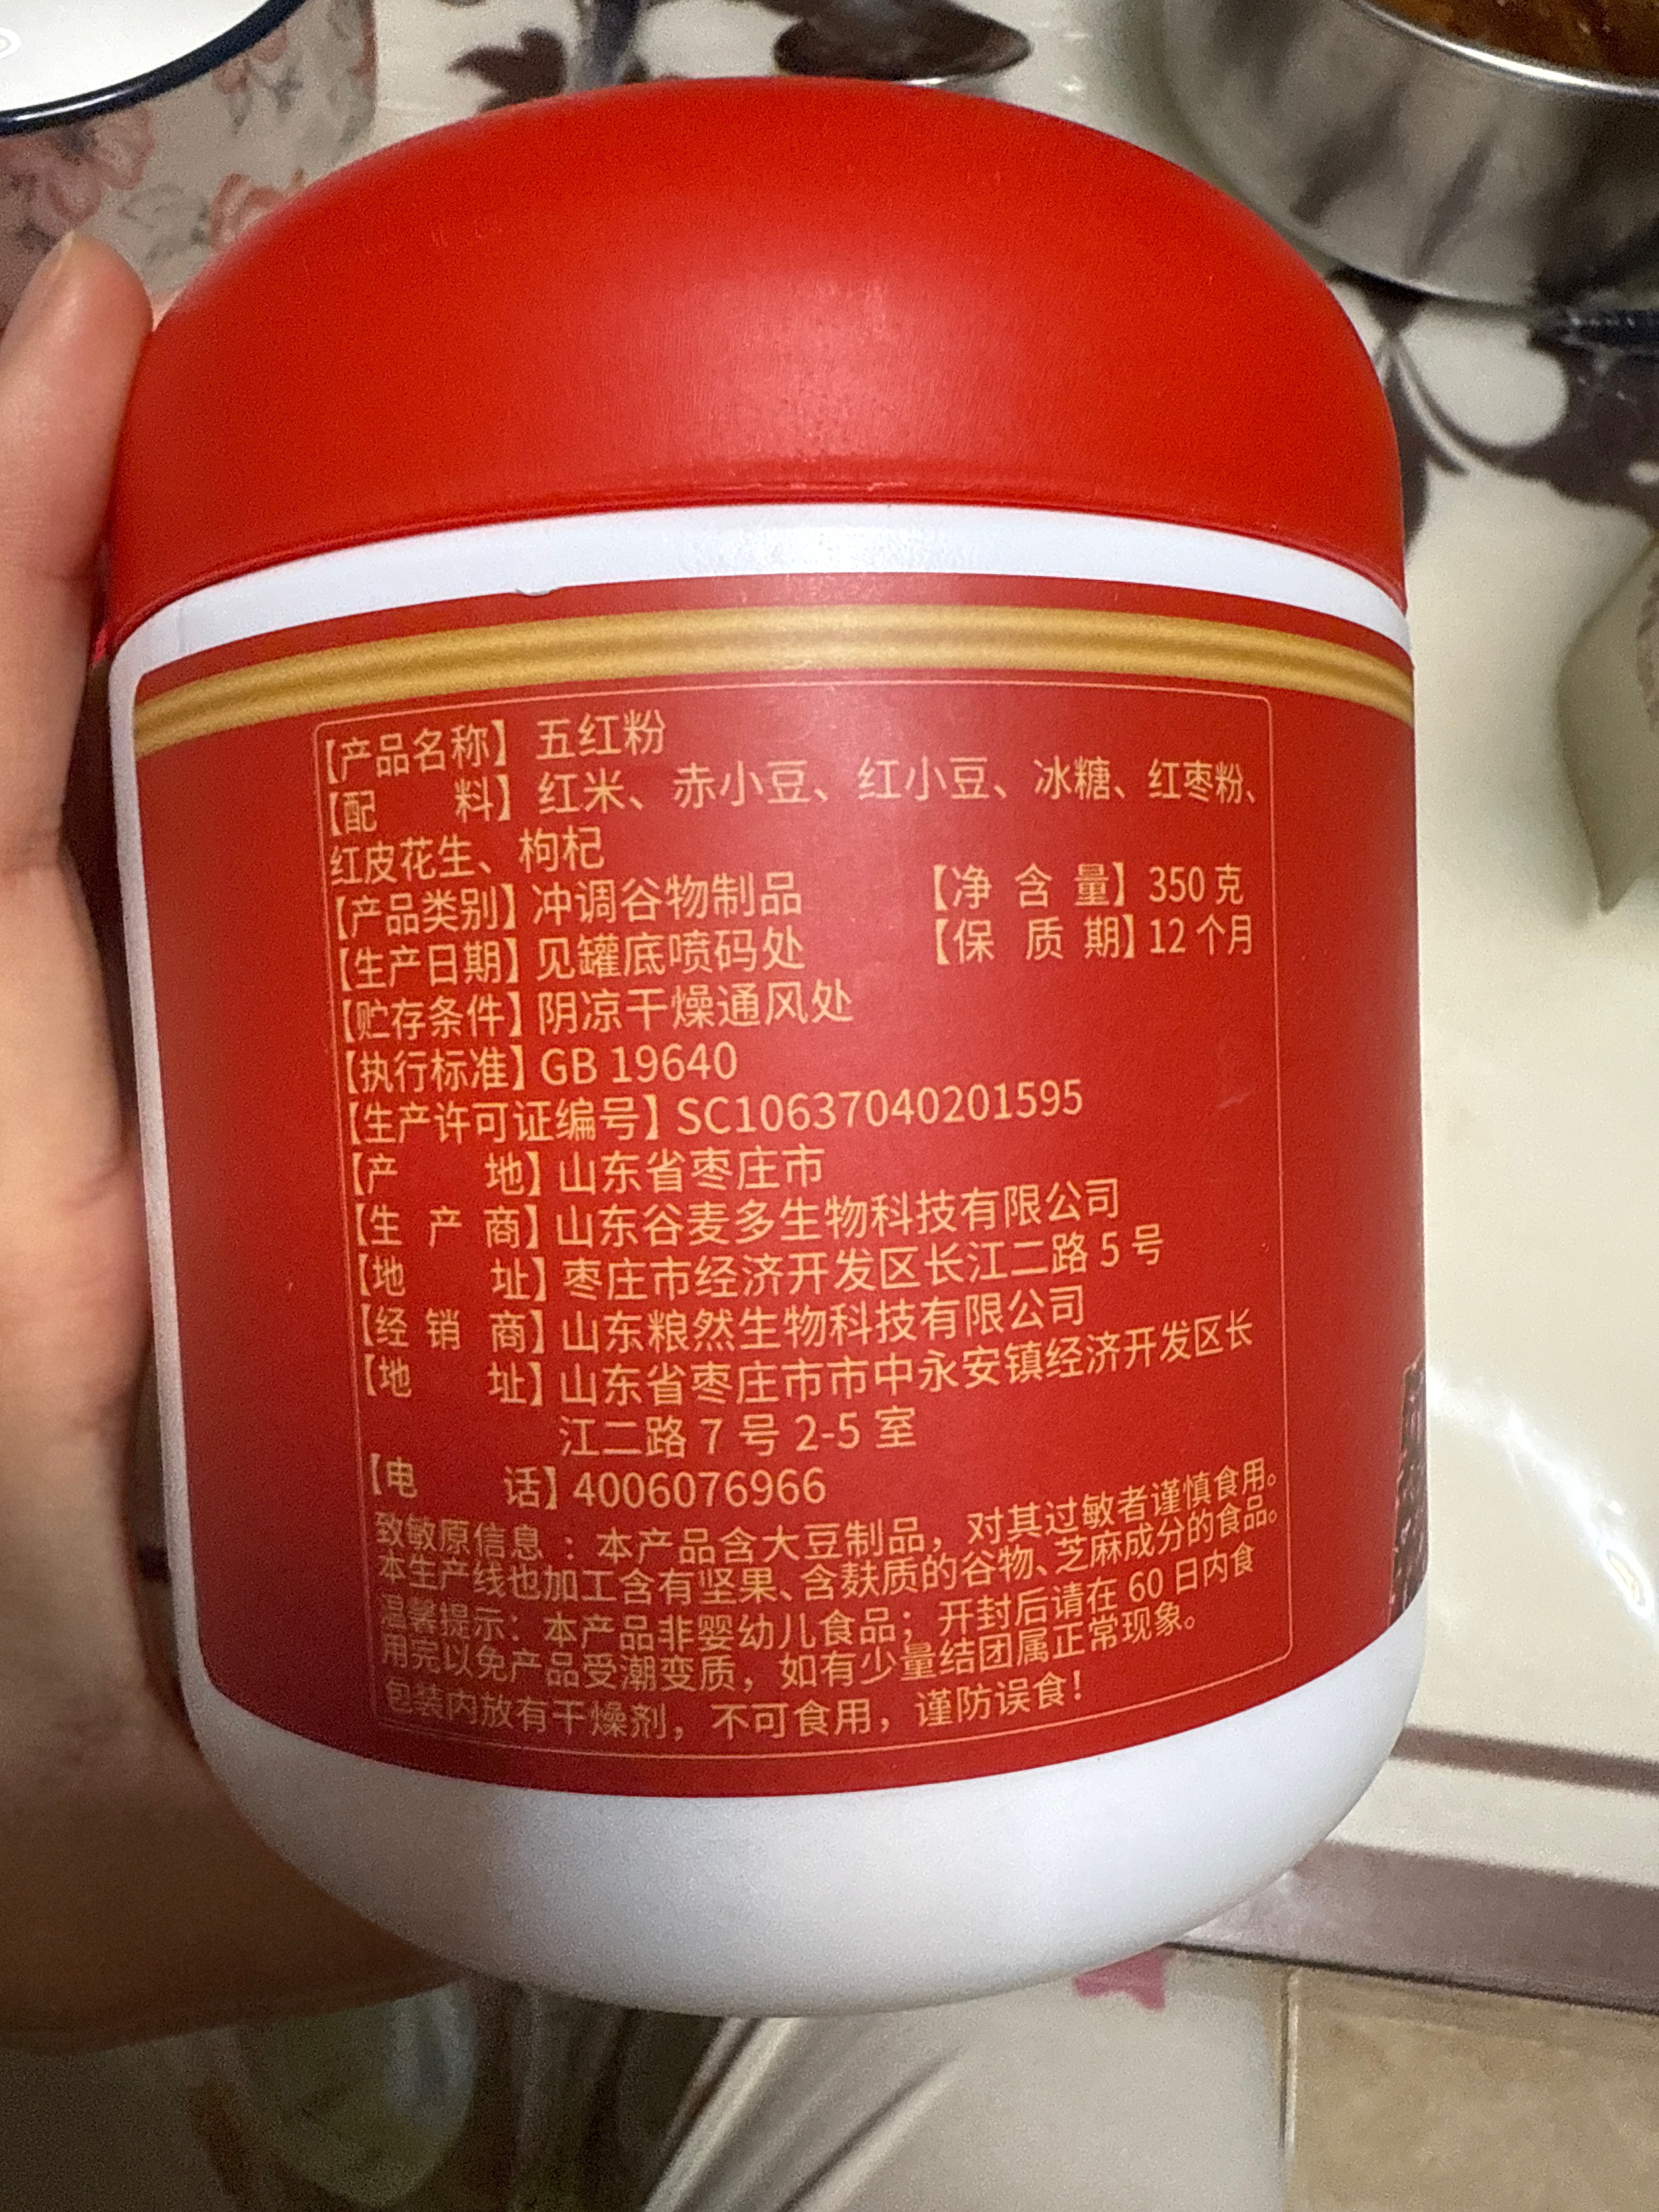 【产品名称】五红粉
【配料】红米、赤小豆、红小豆、冰糖、红枣粉、
红皮花生、枸杞
【产品类别】冲调谷物制品 【净含量】350 克
【生产日期】见罐底喷码处 【保质期】12 个月
【贮存条件】阴凉干燥通风处
【执行标准】GB 19640
【生产许可证编号】SC10637040201595
【产地】山东省枣庄市
【生产商】山东谷麦多生物科技有限公司
【地址】枣庄市经济开发区长江二路 5 号
【经销商】山东粮然生物科技有限公司
【地址】山东省枣庄市市中永安镇经济开发区长
江二路 7 号 2-5 室
【电话】4006076966
致敏原信息：本产品含大豆制品，对其过敏者谨慎食用。
本生产线也加工含有坚果、含麸质的谷物、芝麻成分的食品。
温馨提示：本产品非婴幼儿食品；开封后请在 60 日内食
用完以免产品受潮变质，如有少量结团属正常现象。
包装内放有干燥剂，不可食用，谨防误食！